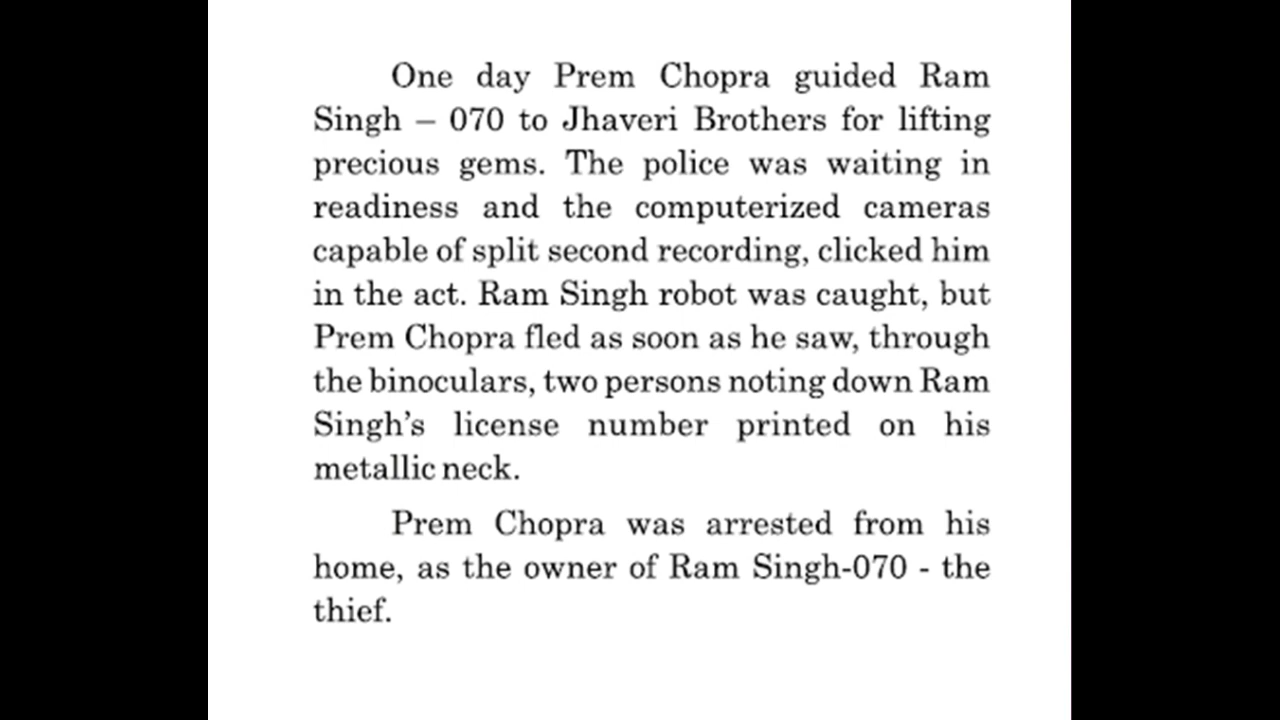 One day Prem Chopra guided Ram
Singh – 070 to Jhaveri Brothers for lifting
precious gems. The police was waiting in
readiness and the computerized cameras
capable of split second recording, clicked him
in the act. Ram Singh robot was caught, but
Prem Chopra fled as soon as he saw, through
the binoculars, two persons noting down Ram
Singh’s license number printed on his
metallic neck.
Prem Chopra was arrested from his
home, as the owner of Ram Singh-070 - the
thief.